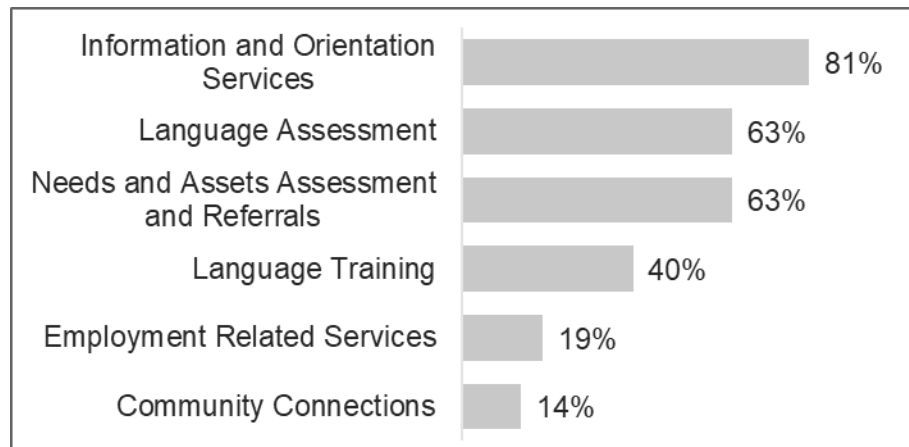 Information and Orientation
Services
81%
Language Assessment
63%
Needs and Assets Assessment
and Referrals
63%
Language Training
40%
Employment Related Services
19%
Community Connections
14%